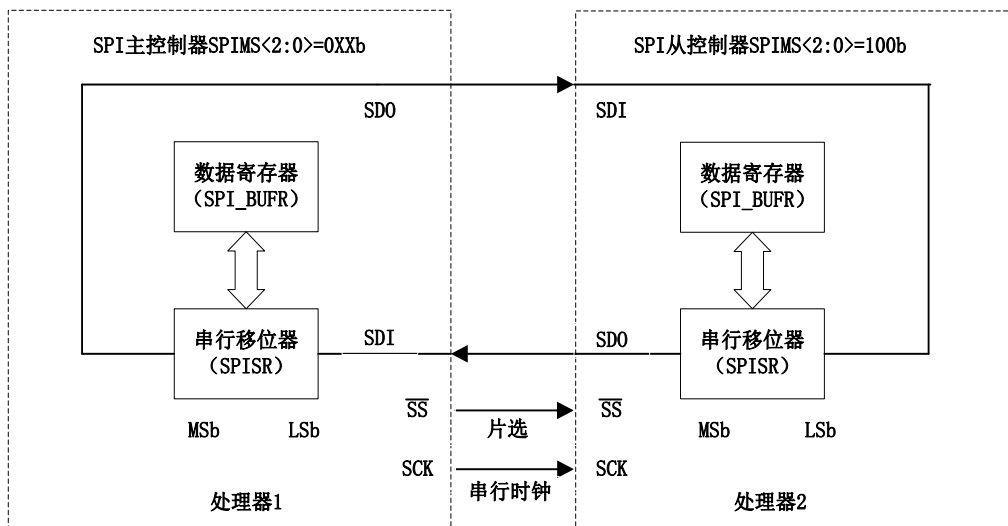 SPI主控制器SPIMS<2:0>=0XXb
SDO
数据寄存器
（SPI_BUFR）
串行移位器
（SPISR）
SDI
SS
MSb
LSb
SCK
处理器1
片选
串行时钟
SPI从控制器SPIMS<2:0>=100b
SDI
数据寄存器
（SPI_BUFR）
SDO
串行移位器
（SPISR）
SS
MSb
LSb
SCK
处理器2